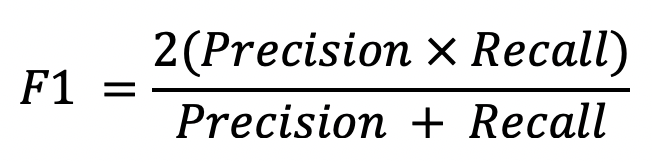 F1 = 2(Precision × Recall) / Precision + Recall